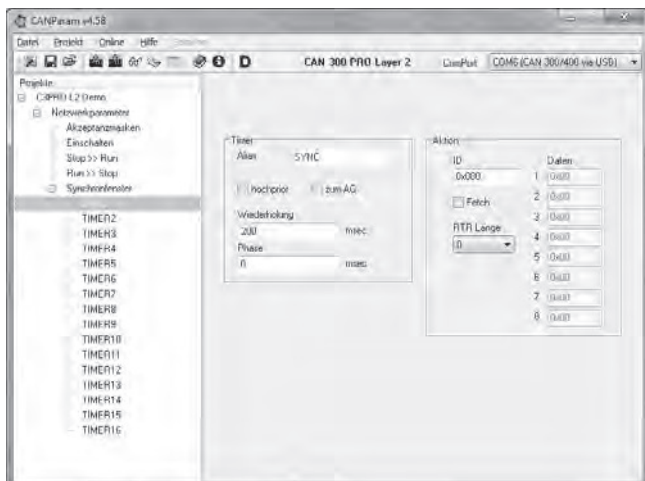 CANParam v4.58
Datei Projekt Online Hilfe
D CAN 300 PRO Layer 2 ComPort COM6 (CAN 300/400 via USB)
Projekte
C3PRO L2 Demo
Netzwerkparameter
Akzeptanzmasken
Einschalten
Stop >> Run
Run >> Stop
Synchronfenster
TIMER2
TIMER3
TIMER4
TIMER5
TIMER6
TIMER7
TIMER8
TIMER9
TIMER10
TIMER11
TIMER12
TIMER13
TIMER14
TIMER15
TIMER16
Timer
Alias SYNC
hochprior zum AG
Wiederholung
200 msec
Phase
0 msec
Aktion
ID Daten
0x080 1 0x00
Fetch 2 0x00
3 0x00
RTR Länge
0 4 0x00
5 0x00
6 0x00
7 0x00
8 0x00